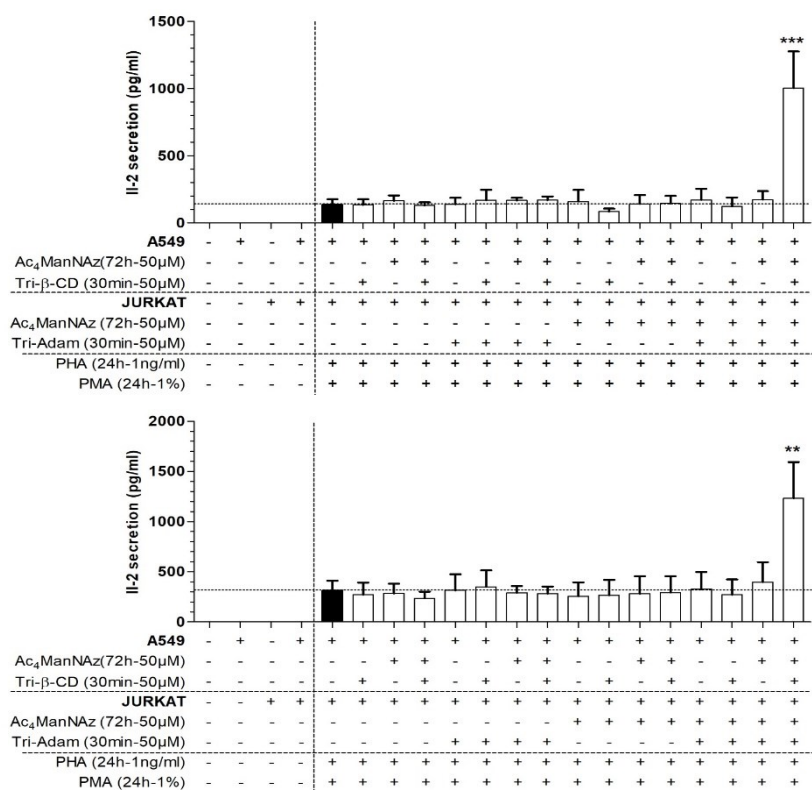 Il-2 secretion (pg/ml)
1500
1000
500
0
***
A549 - + - + + + + + + + + + + + + + + + + +
Ac₄ManNAz(72h-50µM) - - - - - - + + - - + + - - + + - - + +
Tri-β-CD (30min-50µM) - - - - - + - + - + - + - + - + - + - +
JURKAT - - + + + + + + + + + + + + + + + + + +
Ac₄ManNAz (72h-50µM) - - - - - - - - - - - - + + + + + + + +
Tri-Adam (30min-50µM) - - - - - - - - + + + + - - - - + + + +
PHA (24h-1ng/ml) - - - - + + + + + + + + + + + + + + + +
PMA (24h-1%) - - - - + + + + + + + + + + + + + + + +
Il-2 secretion (pg/ml)
2000
1500
1000
500
0
**
A549 - + - + + + + + + + + + + + + + + + + +
Ac₄ManNAz(72h-50µM) - - - - - - + + - - + + - - + + - - + +
Tri-β-CD (30min-50µM) - - - - - + - + - + - + - + - + - + - +
JURKAT - - + + + + + + + + + + + + + + + + + +
Ac₄ManNAz (72h-50µM) - - - - - - - - - - - - + + + + + + + +
Tri-Adam (30min-50µM) - - - - - - - - + + + + - - - - + + + +
PHA (24h-1ng/ml) - - - - + + + + + + + + + + + + + + + +
PMA (24h-1%) - - - - + + + + + + + + + + + + + + + +